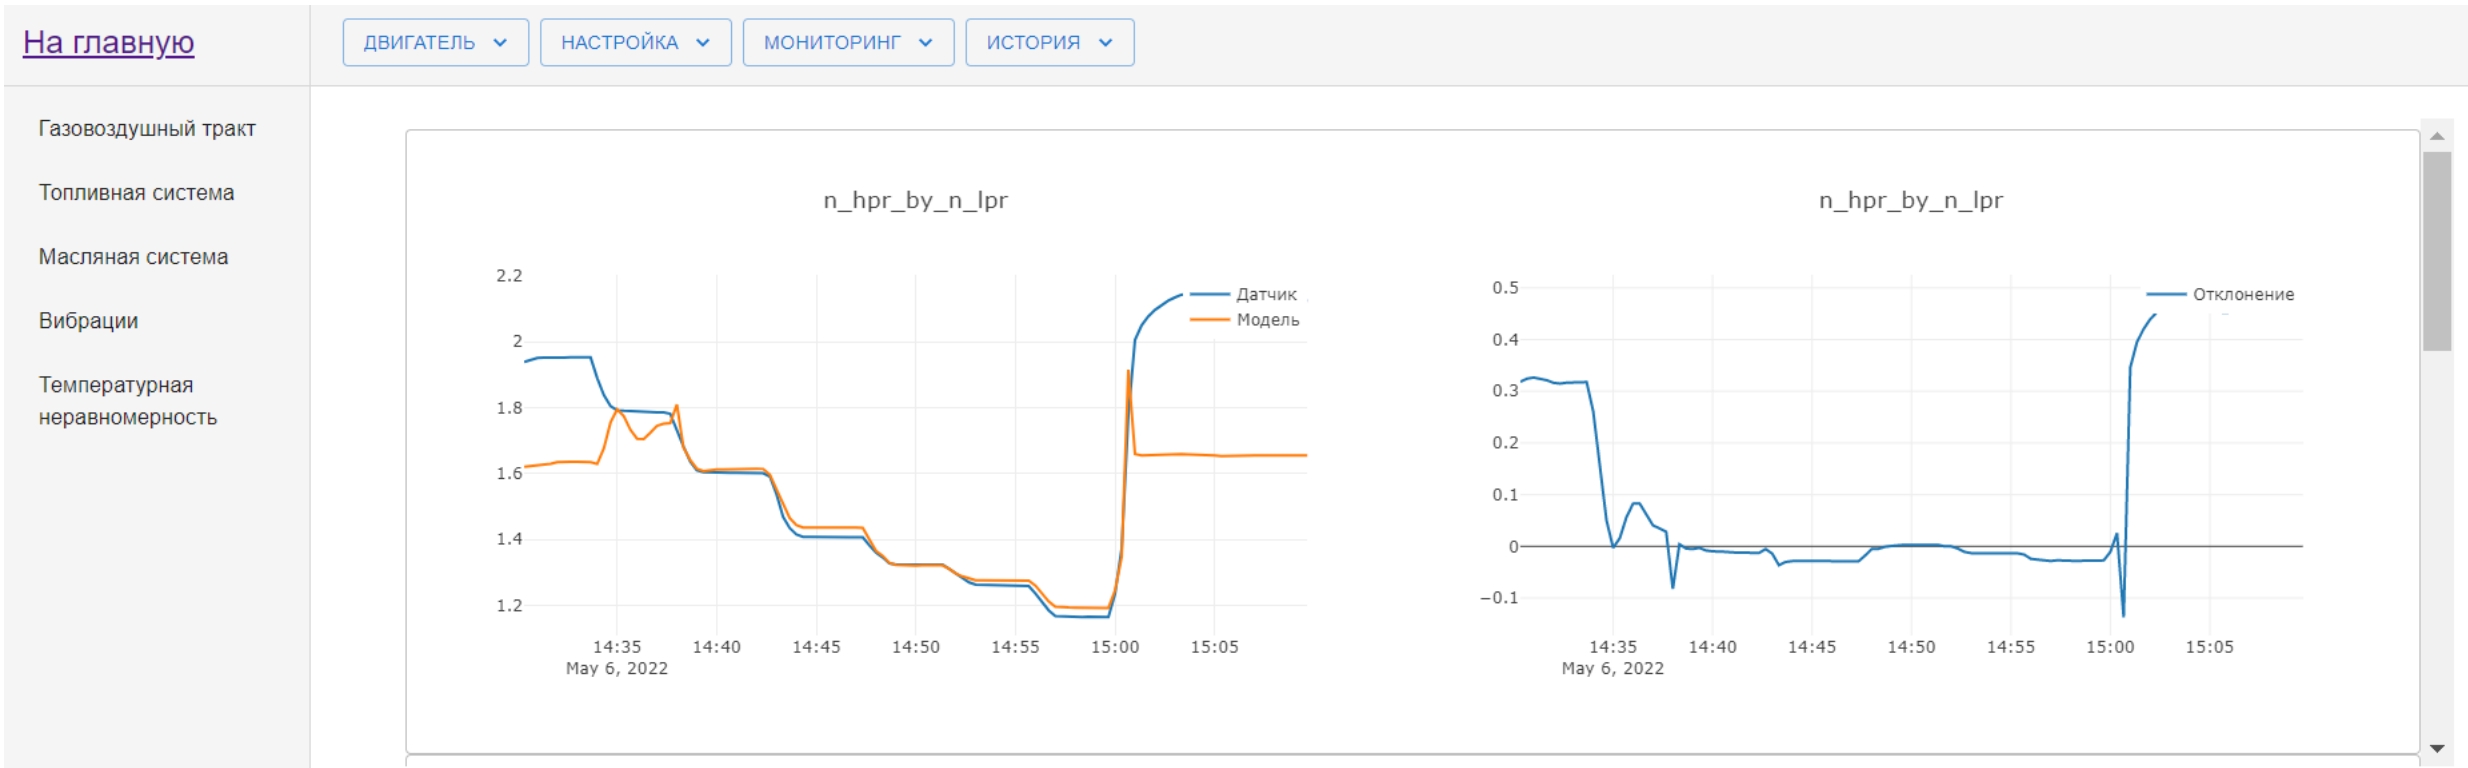 На главную
ДВИГАТЕЛЬ НАСТРОЙКА МОНИТОРИНГ ИСТОРИЯ
Газовоздушный тракт
Топливная система
Масляная система
Вибрации
Температурная
неравномерность
n_hpr_by_n_lpr
2.2
2
1.8
1.6
1.4
1.2
Датчик
Модель
14:35 14:40 14:45 14:50 14:55 15:00 15:05
May 6, 2022
n_hpr_by_n_lpr
0.5
0.4
0.3
0.2
0.1
0
−0.1
Отклонение
14:35 14:40 14:45 14:50 14:55 15:00 15:05
May 6, 2022